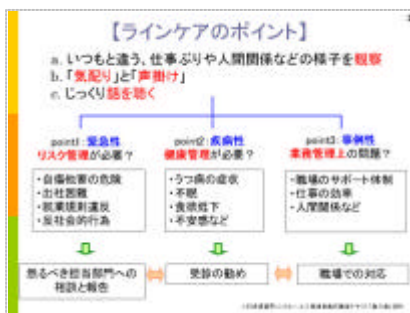 【ラインケアのポイント】
a. いつもと違う、仕事ぶりや人間関係などの様子を観察
b. 「気配り」と「声掛け」
c. じっくり話を聴く
point1：緊急性
リスク管理が必要？
・自傷他害の危険
・出社困難
・就業規則違反
・反社会的行為
然るべき担当部門への
相談と報告
point2：疾病性
健康管理が必要？
・うつ病の症状
・不眠
・食欲低下
・不安感など
受診の勧め
point3：事例性
業務管理上の問題？
・職場のサポート体制
・仕事の効率
・人間関係など
職場での対応